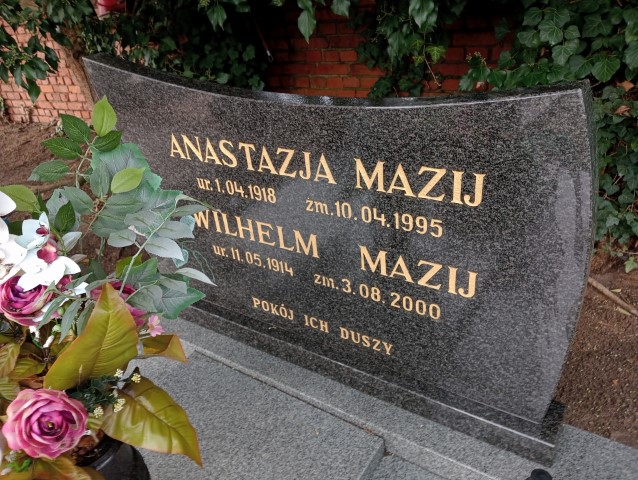 ANASTAZJA MAZIJ
ur. 1.04.1918 zm. 10.04.1995
WILHELM MAZIJ
ur. 11.05.1914 zm. 3.08.2000
POKÓJ ICH DUSZY